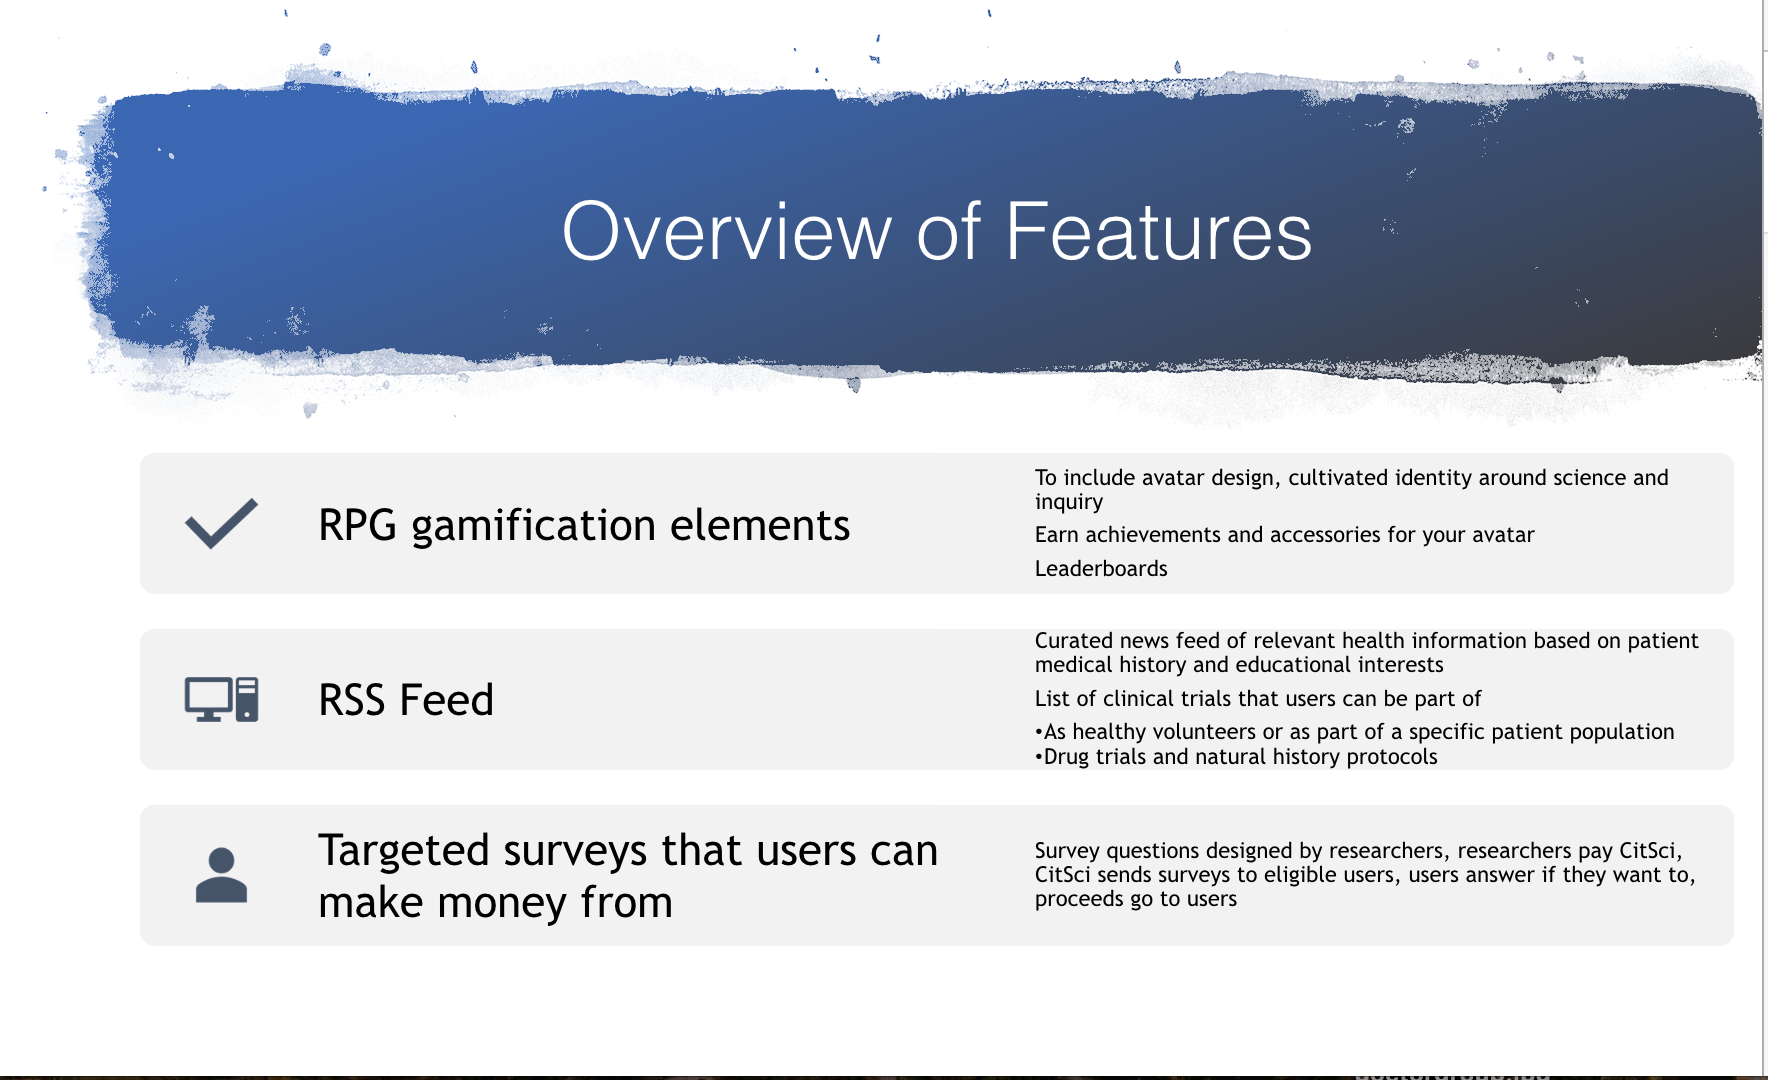 Overview of Features
RPG gamification elements
To include avatar design, cultivated identity around science and
inquiry
Earn achievements and accessories for your avatar
Leaderboards
RSS Feed
Curated news feed of relevant health information based on patient
medical history and educational interests
List of clinical trials that users can be part of
•As healthy volunteers or as part of a specific patient population
•Drug trials and natural history protocols
Targeted surveys that users can
make money from
Survey questions designed by researchers, researchers pay CitSci,
CitSci sends surveys to eligible users, users answer if they want to,
proceeds go to users